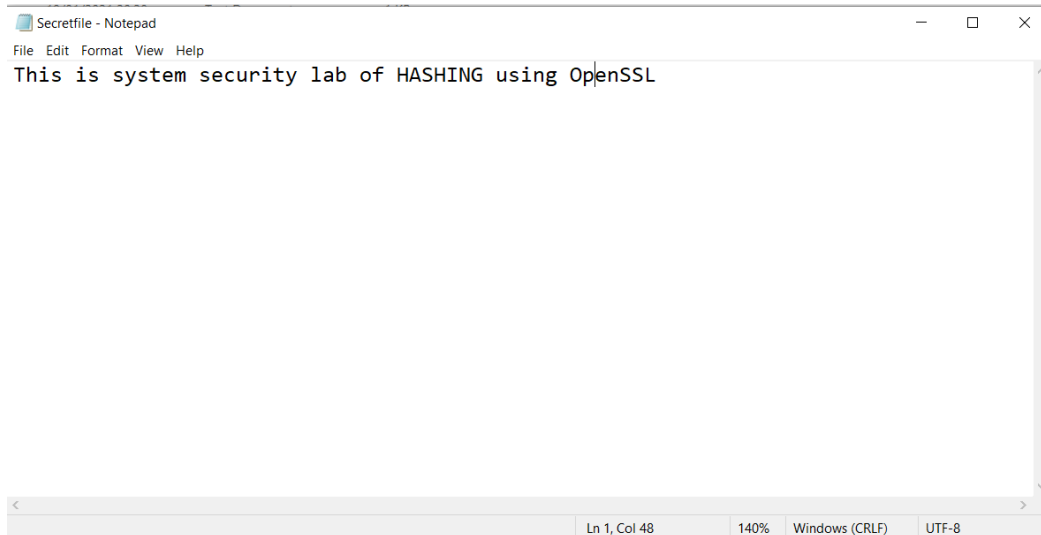 Secretfile - Notepad
File Edit Format View Help
This is system security lab of HASHING using OpenSSL
Ln 1, Col 48 140% Windows (CRLF) UTF-8